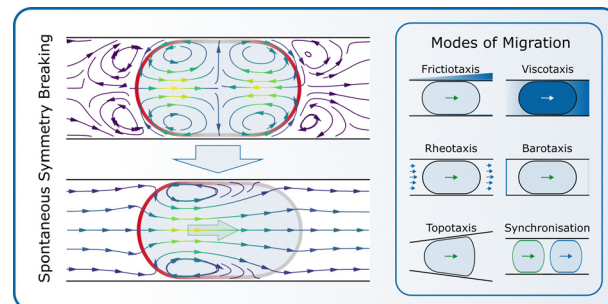 Spontaneous Symmetry Breaking
Modes of Migration
Frictiotaxis Viscotaxis
Rheotaxis Barotaxis
Topotaxis Synchronisation